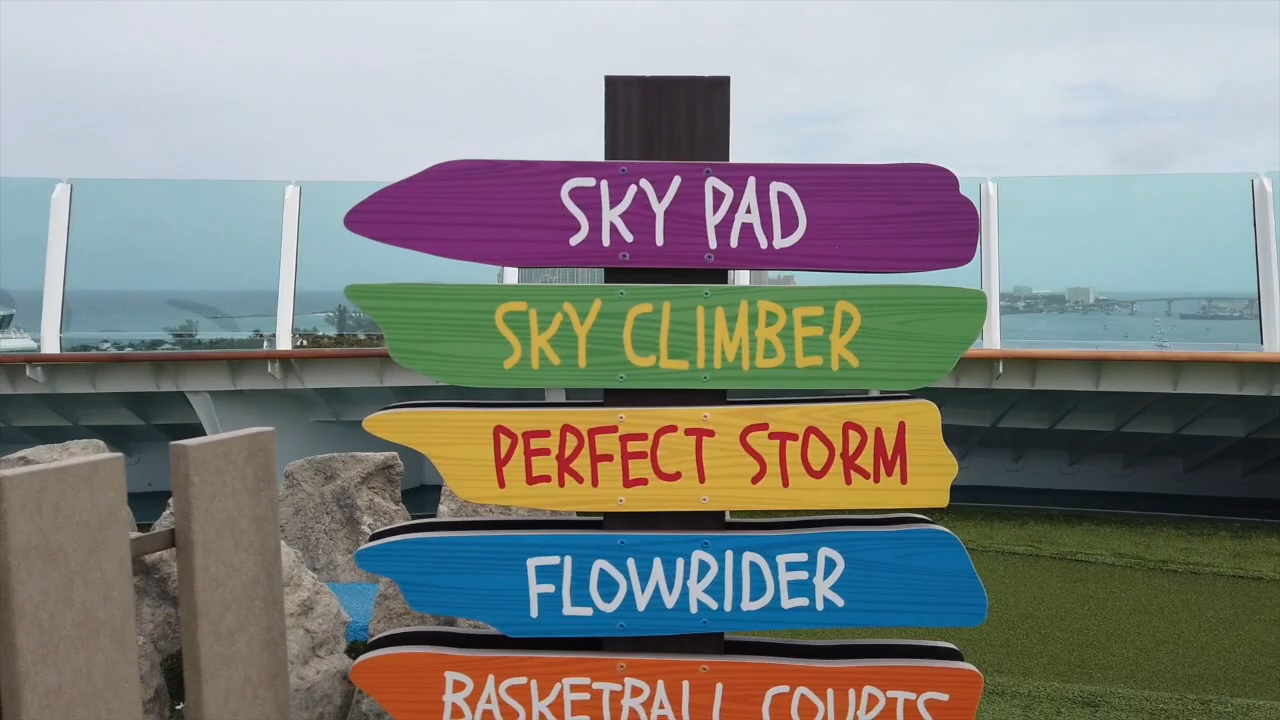 SKY PAD
SKY CLIMBER
PERFECT STORM
FLOWRIDER
BASKETBALL COURTS